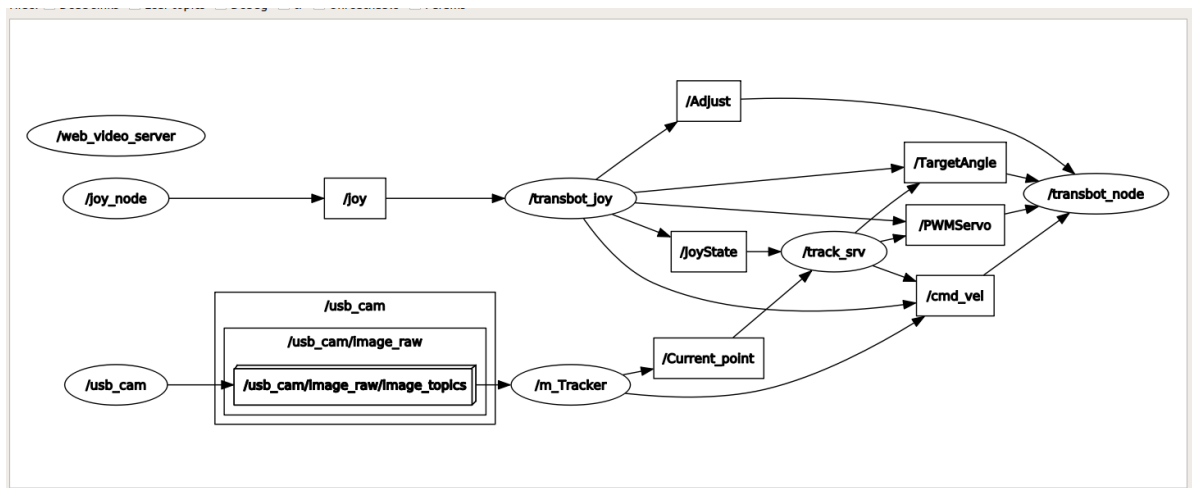 /Adjust
/web_video_server
/TargetAngle
/joy_node
/joy
/transbot_joy
/transbot_node
/PWMServo
/JoyState
/track_srv
/cmd_vel
/usb_cam
/usb_cam/image_raw
/Current_point
/usb_cam
/usb_cam/image_raw/image_topics
/m_Tracker